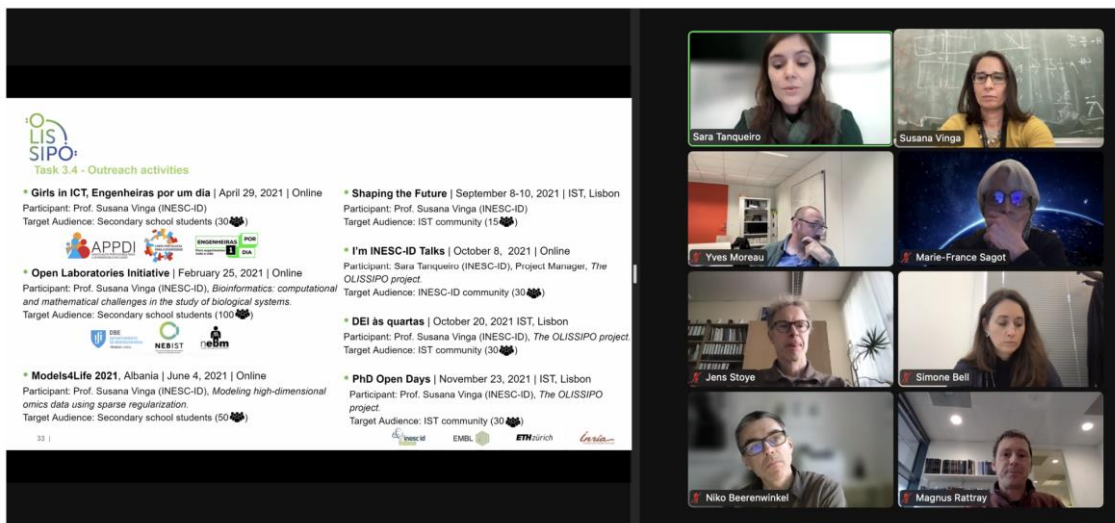 OLISSIPO
Task 3.4 - Outreach activities
• Girls in ICT, Engenheiras por um dia | April 29, 2021 | Online
Participant: Prof. Susana Vinga (INESC-ID)
Target Audience: Secondary school students (30)
APPDI
ENGENHEIRAS POR 1 DIA
• Open Laboratories Initiative | February 25, 2021 | Online
Participant: Prof. Susana Vinga (INESC-ID), Bioinformatics: computational
and mathematical challenges in the study of biological systems.
Target Audience: Secondary school students (100)
DBE
NEBIST
nebm
• Models4Life 2021, Albania | June 4, 2021 | Online
Participant: Prof. Susana Vinga (INESC-ID), Modeling high-dimensional
omics data using sparse regularization.
Target Audience: Secondary school students (50)
33 |
• Shaping the Future | September 8-10, 2021 | IST, Lisbon
Participant: Prof. Susana Vinga (INESC-ID)
Target Audience: IST community (15)
• I'm INESC-ID Talks | October 8, 2021 | Online
Participant: Sara Tanqueiro (INESC-ID), Project Manager, The
OLISSIPO project.
Target Audience: INESC-ID community (30)
• DEI às quartas | October 20, 2021 IST, Lisbon
Participant: Prof. Susana Vinga (INESC-ID), The OLISSIPO project.
Target Audience: IST community (30)
• PhD Open Days | November 23, 2021 | IST, Lisbon
Participant: Prof. Susana Vinga (INESC-ID), The OLISSIPO
project.
Target Audience: IST community (30)
inesc id
EMBL
ETH zürich
Inria
Sara Tanqueiro
Susana Vinga
Yves Moreau
Marie-France Sagot
Jens Stoye
Simone Bell
Niko Beerenwinkel
Magnus Rattray